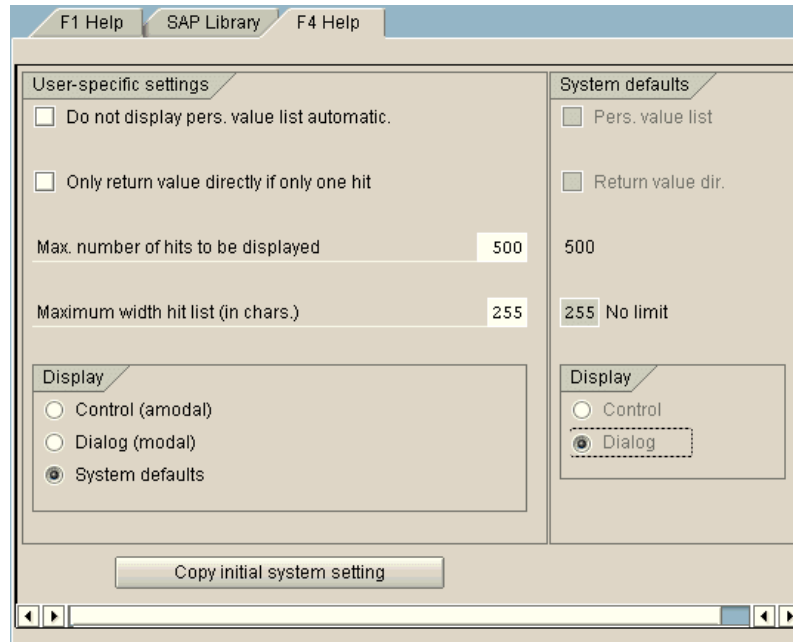 F1 Help SAP Library F4 Help
User-specific settings System defaults
Do not display pers. value list automatic. Pers. value list
Only return value directly if only one hit Return value dir.
Max. number of hits to be displayed 500 500
Maximum width hit list (in chars.) 255 255 No limit
Display Display
Control (amodal) Control
Dialog (modal) Dialog
System defaults
Copy initial system setting